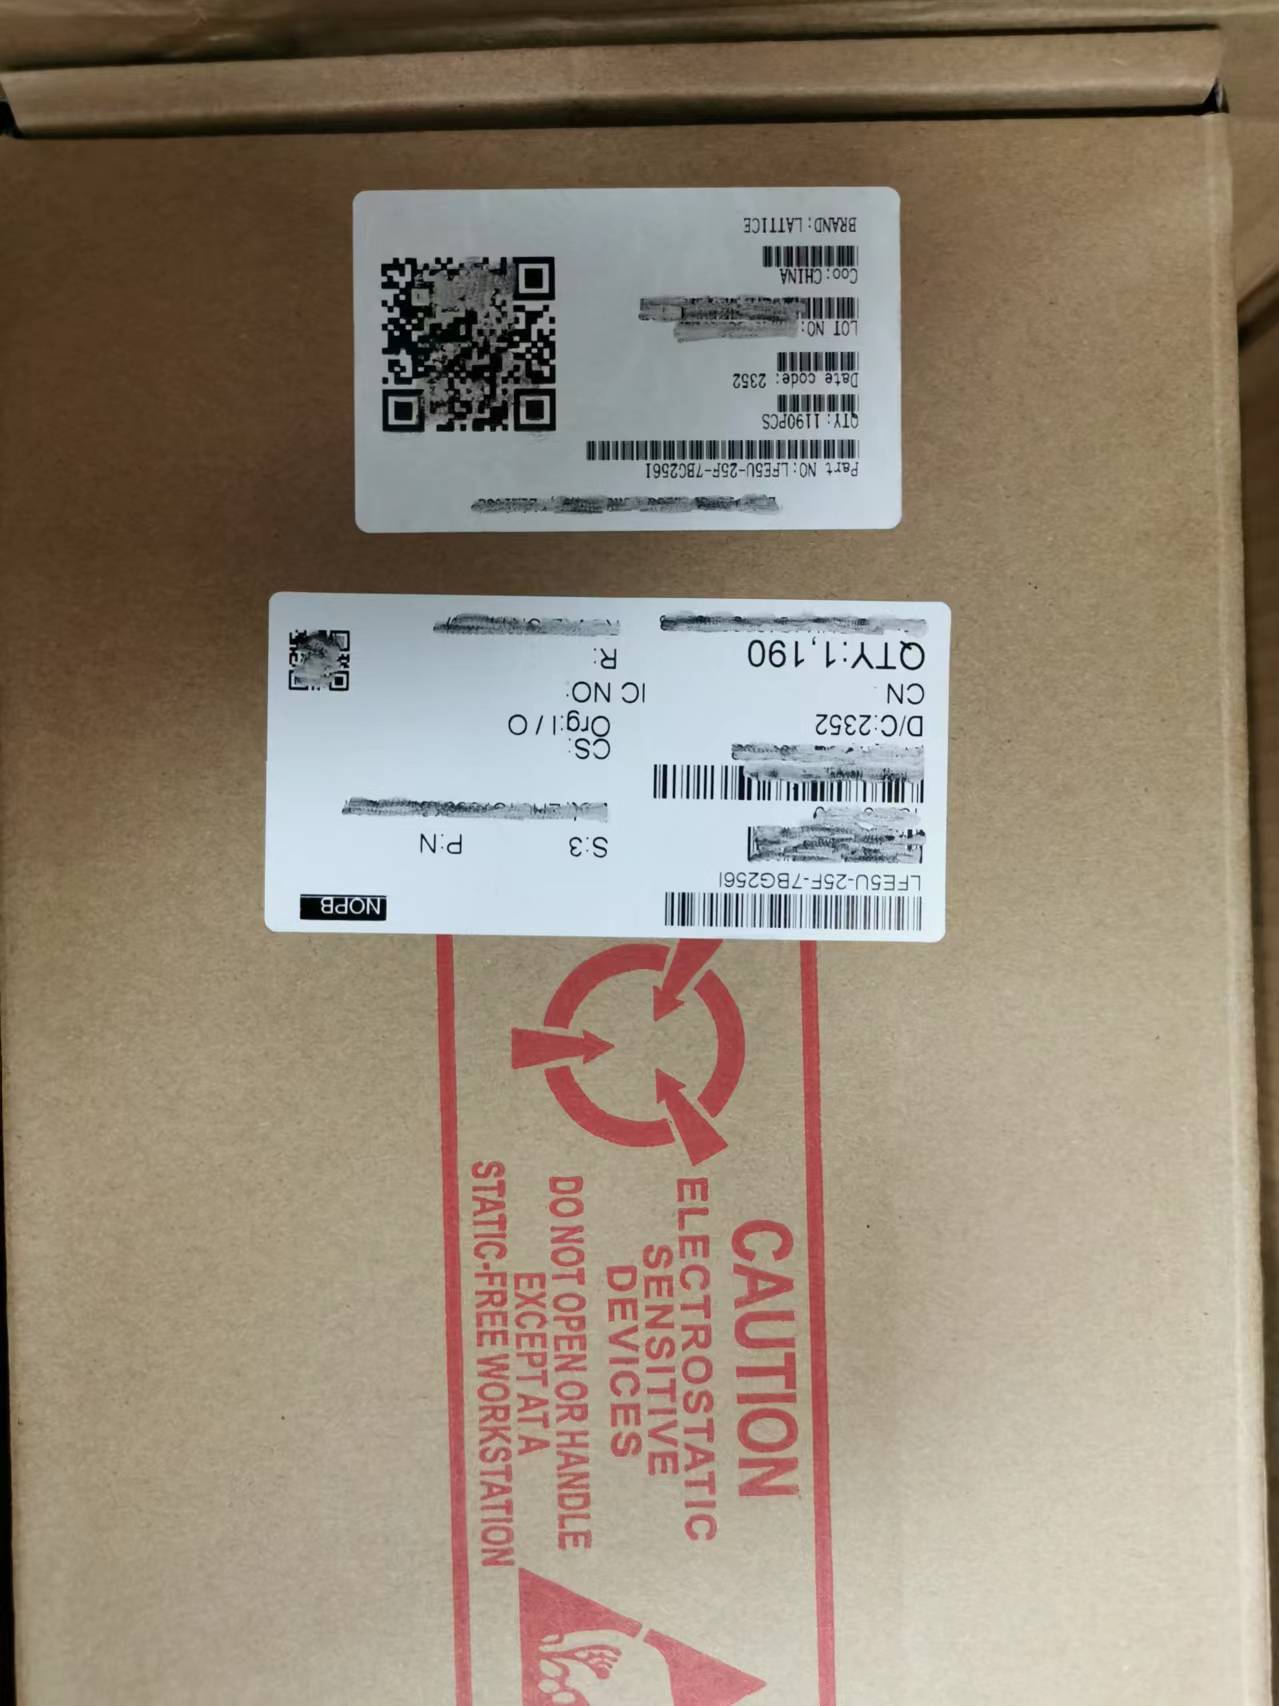 Part NO:LFE5U-25F-7BG256I
QTY: 1190PCS
Date code: 2352
LOT NO:
Coo:CHINA
BRAND:LATTICE
LFE5U-25F-7BG256I
NOPB
S:3
P:N
D/C:2352
CS:
Org:I / O
CN
IC NO:
QTY:1,190
R:
CAUTION
ELECTROSTATIC
SENSITIVE
DEVICES
DO NOT OPEN OR HANDLE
EXCEPT AT A
STATIC-FREE WORKSTATION